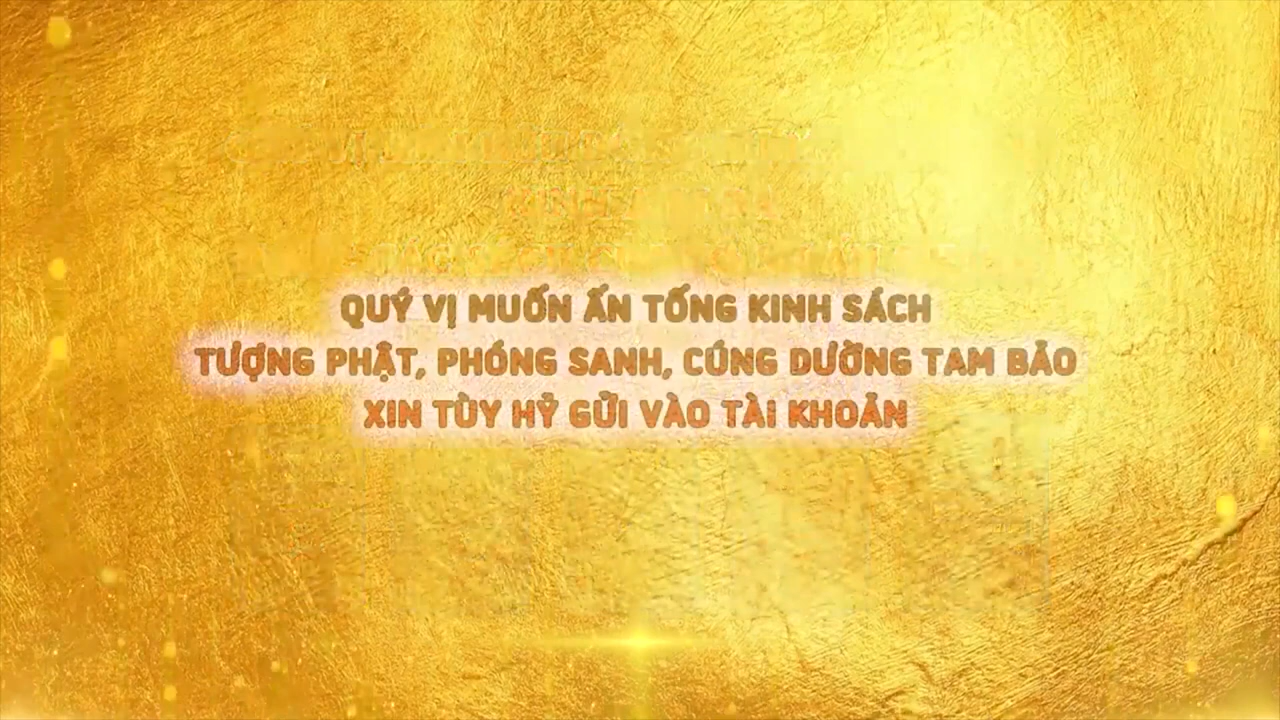 QUÝ VỊ MUỐN ẤN TỐNG KINH SÁCH
TƯỢNG PHẬT, PHÓNG SANH, CÚNG DƯỜNG TAM BẢO
XIN TÙY HỶ GỬI VÀO TÀI KHOẢN